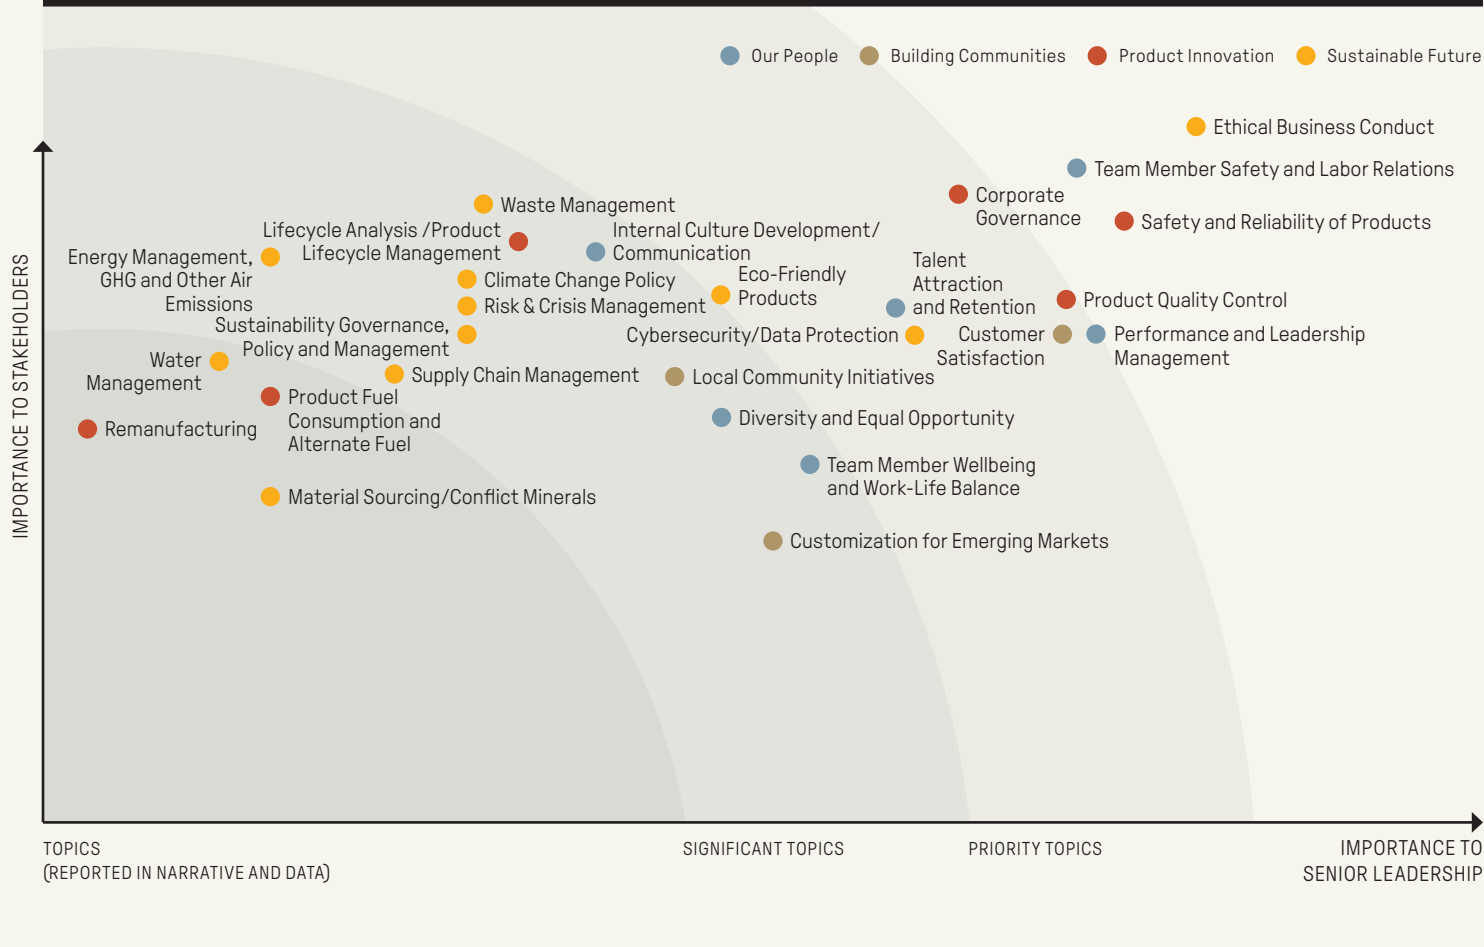 Our People
Building Communities
Product Innovation
Sustainable Future
Ethical Business Conduct
Team Member Safety and Labor Relations
Corporate
Governance
Safety and Reliability of Products
Waste Management
Lifecycle Analysis /Product
Lifecycle Management
Internal Culture Development/
Communication
Energy Management,
GHG and Other Air
Emissions
Climate Change Policy
Eco-Friendly
Products
Talent
Attraction
and Retention
Risk & Crisis Management
Product Quality Control
Sustainability Governance,
Policy and Management
Cybersecurity/Data Protection
Customer
Satisfaction
Performance and Leadership
Management
Water
Management
Supply Chain Management
Local Community Initiatives
Product Fuel
Consumption and
Alternate Fuel
Remanufacturing
Diversity and Equal Opportunity
Team Member Wellbeing
and Work-Life Balance
Material Sourcing/Conflict Minerals
Customization for Emerging Markets
IMPORTANCE TO STAKEHOLDERS
TOPICS
(REPORTED IN NARRATIVE AND DATA)
SIGNIFICANT TOPICS
PRIORITY TOPICS
IMPORTANCE TO
SENIOR LEADERSHIP